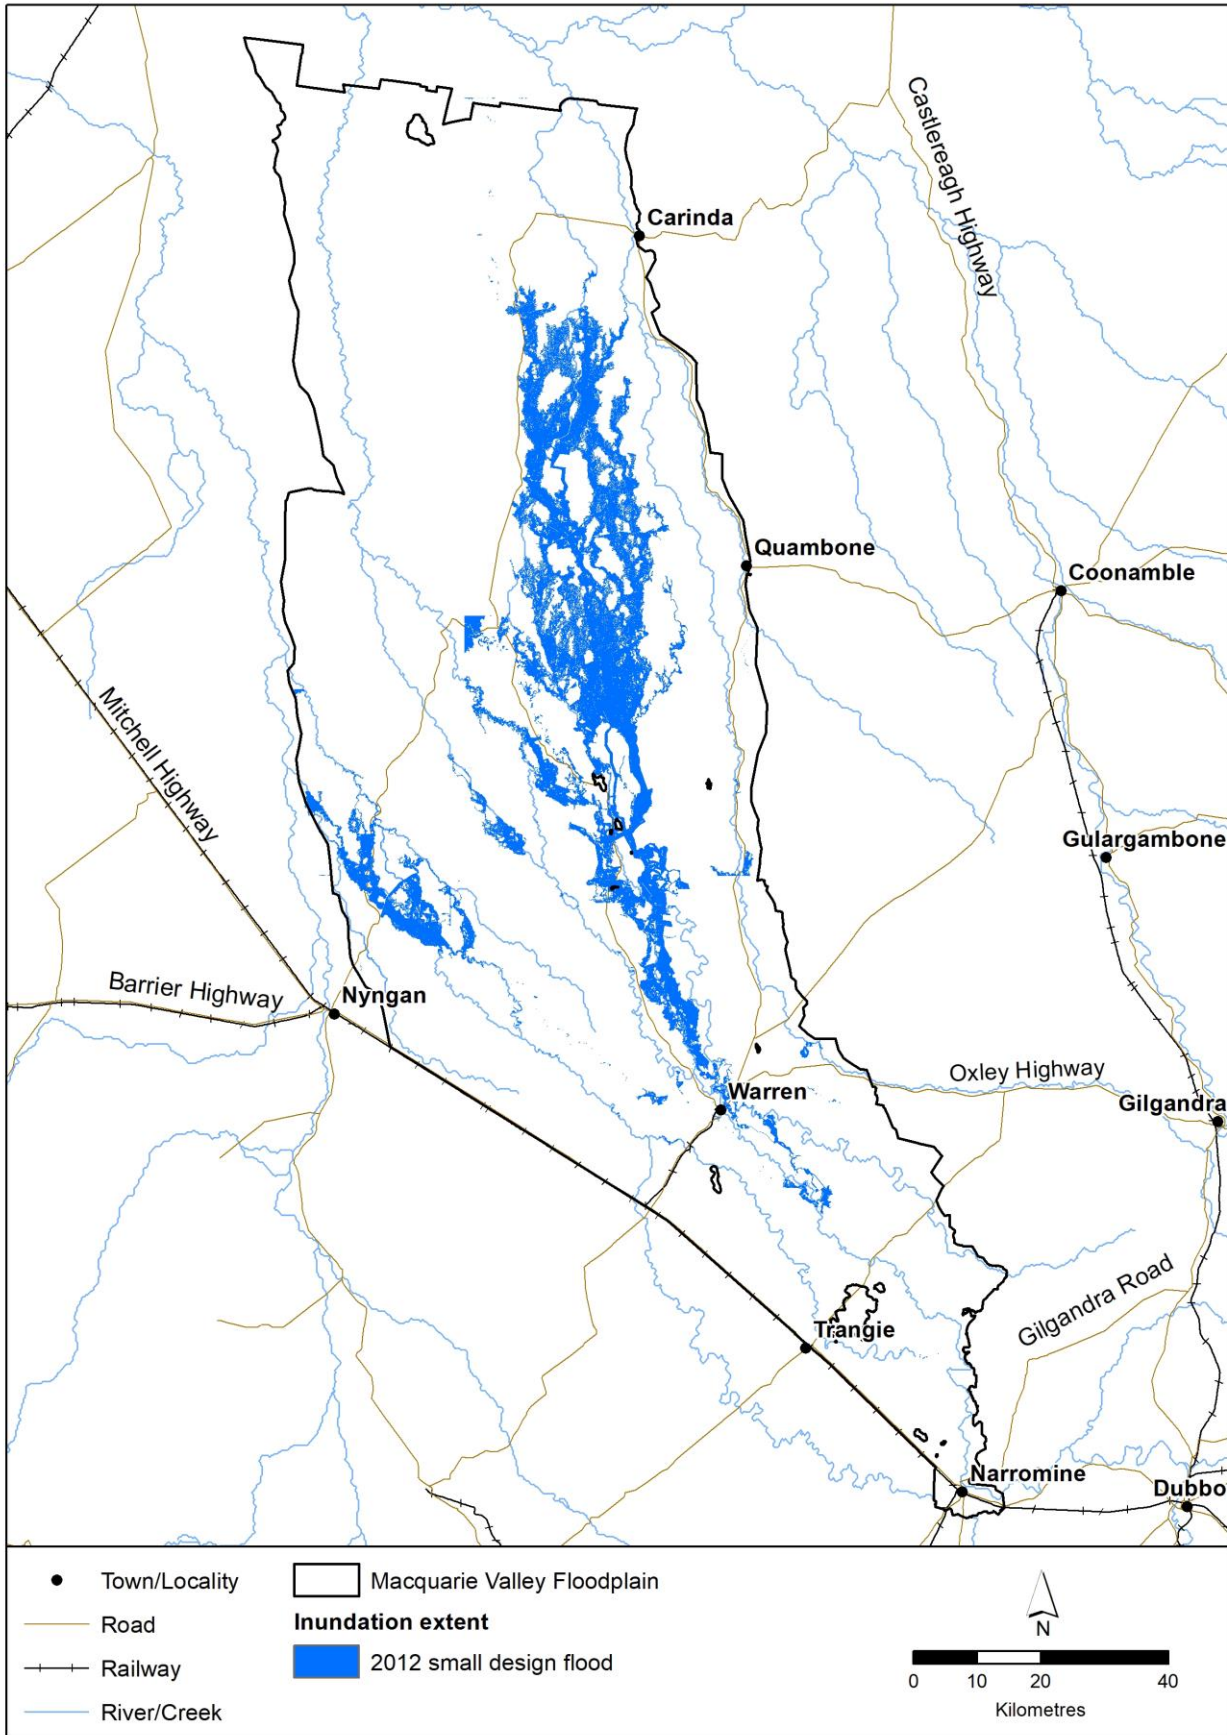 Castlereagh Highway
Carinda
Quambone
Coonamble
Mitchell Highway
Gulargambone
Barrier Highway
Nyngan
Oxley Highway
Warren
Gilgandra
Gilgandra Road
Trangie
Narromine
Dubbo
Town/Locality
Macquarie Valley Floodplain
Road
Inundation extent
Railway
2012 small design flood
River/Creek
N
0 10 20 40
Kilometres